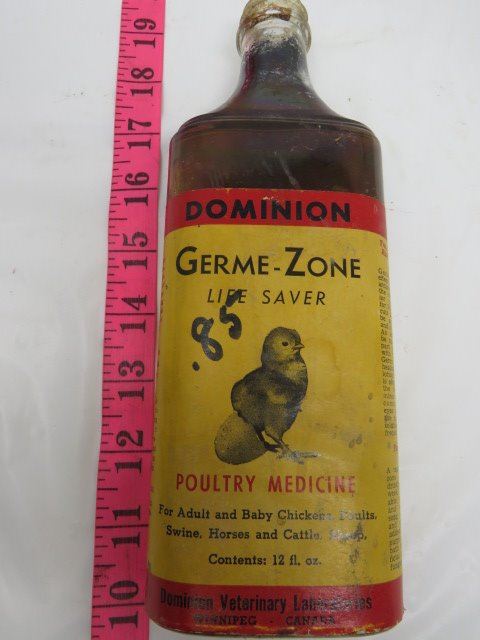 DOMINION
GERME-ZONE
LIFE SAVER
.85
POULTRY MEDICINE
For Adult and Baby Chickens, Poults,
Swine, Horses and Cattle, Sheep,
Contents: 12 fl. oz.
Dominion Veterinary Laboratories
WINNIPEG - CANADA
19
18
17
16
15
14
13
12
11
10